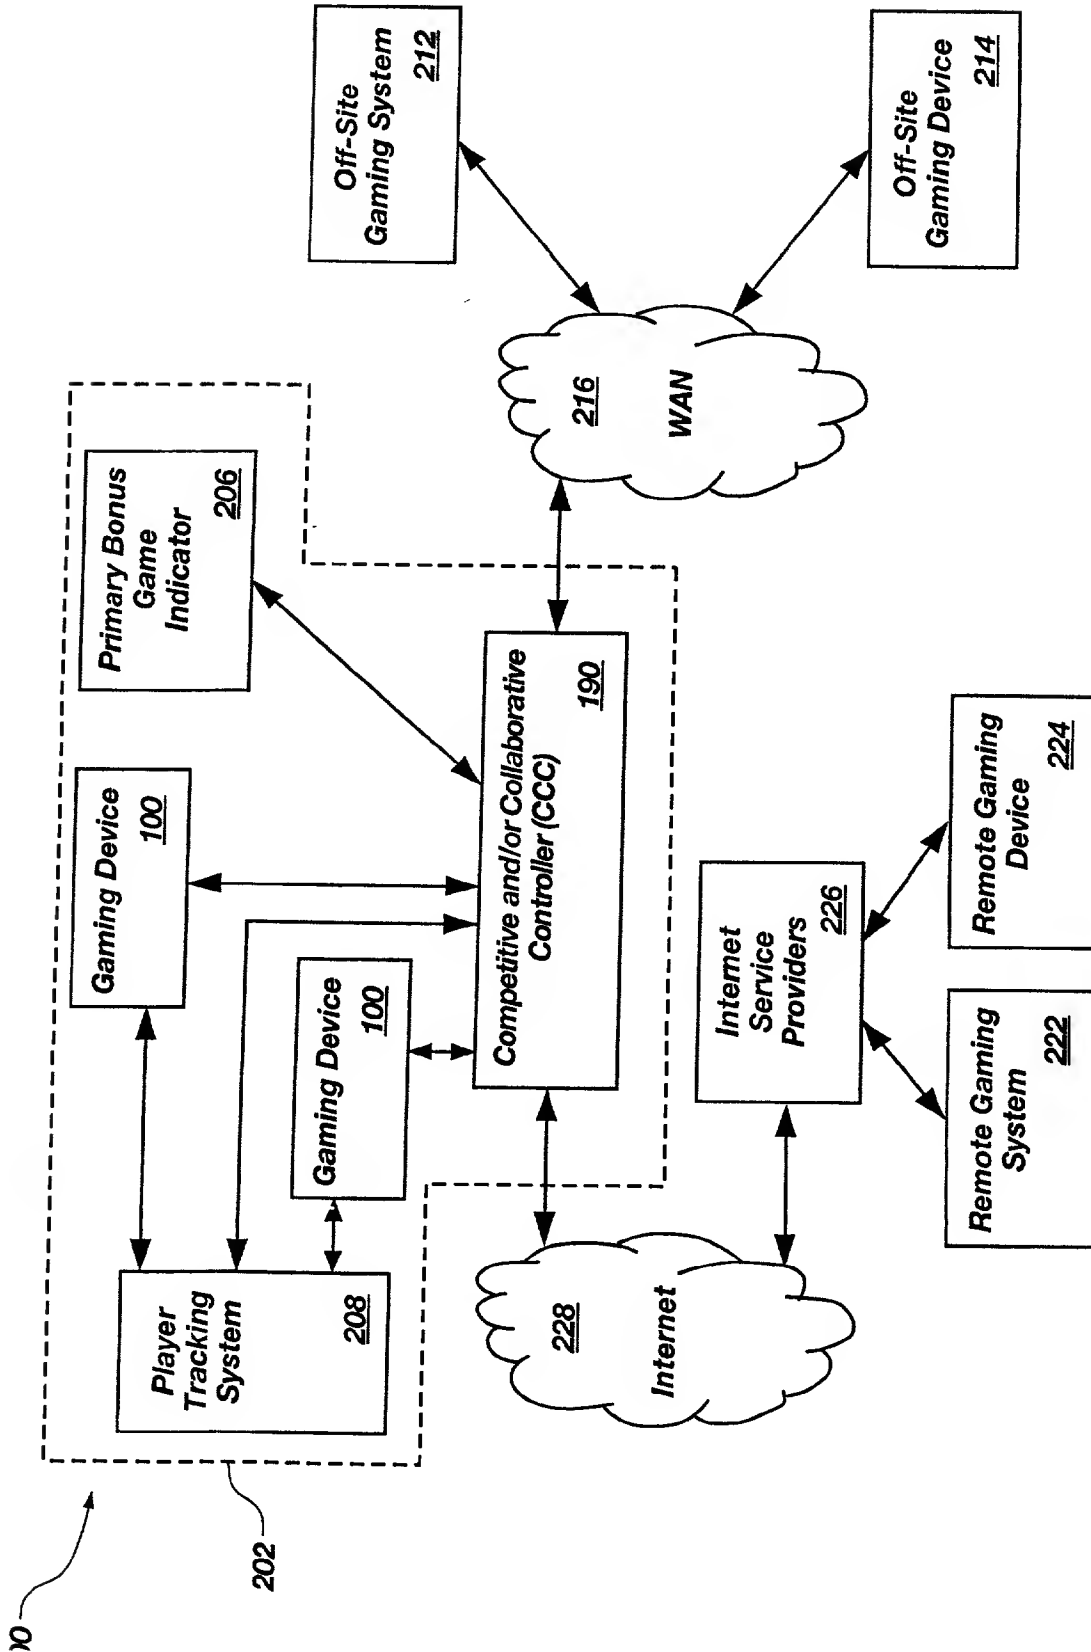 Off-Site
Gaming System
212
Off-Site
Gaming Device
214
Primary Bonus
Game
Indicator
206
216
WAN
Gaming Device
100
Competitive and/or Collaborative
Controller (CCC)
190
Gaming Device
100
Internet
Service
Providers
226
Remote Gaming
Device
224
Remote Gaming
System
222
Player
Tracking
System
208
228
Internet
202